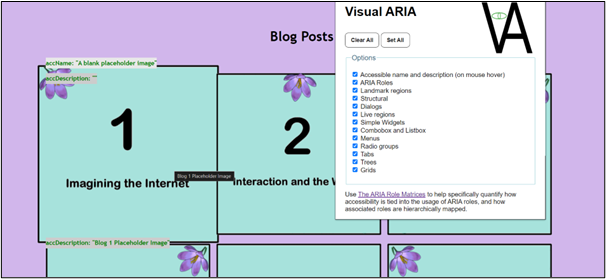 Visual ARIA
VA
Blog Posts
Clear All
Set All
Options
Accessible name and description (on mouse hover)
ARIA Roles
Landmark regions
Structural
Dialogs
Live regions
Simple Widgets
Combobox and Listbox
Menus
Radio groups
Tabs
Trees
Grids
Use The ARIA Role Matrices to help specifically quantify how
accessibility is tied into the usage of ARIA roles, and how
associated roles are hierarchically mapped.
accName: "A blank placeholder image"
accDescription: ""
1
Imagining the Internet
2
Interaction and the W
Blog 1 Placeholder Image
accDescription: "Blog 1 Placeholder Image"